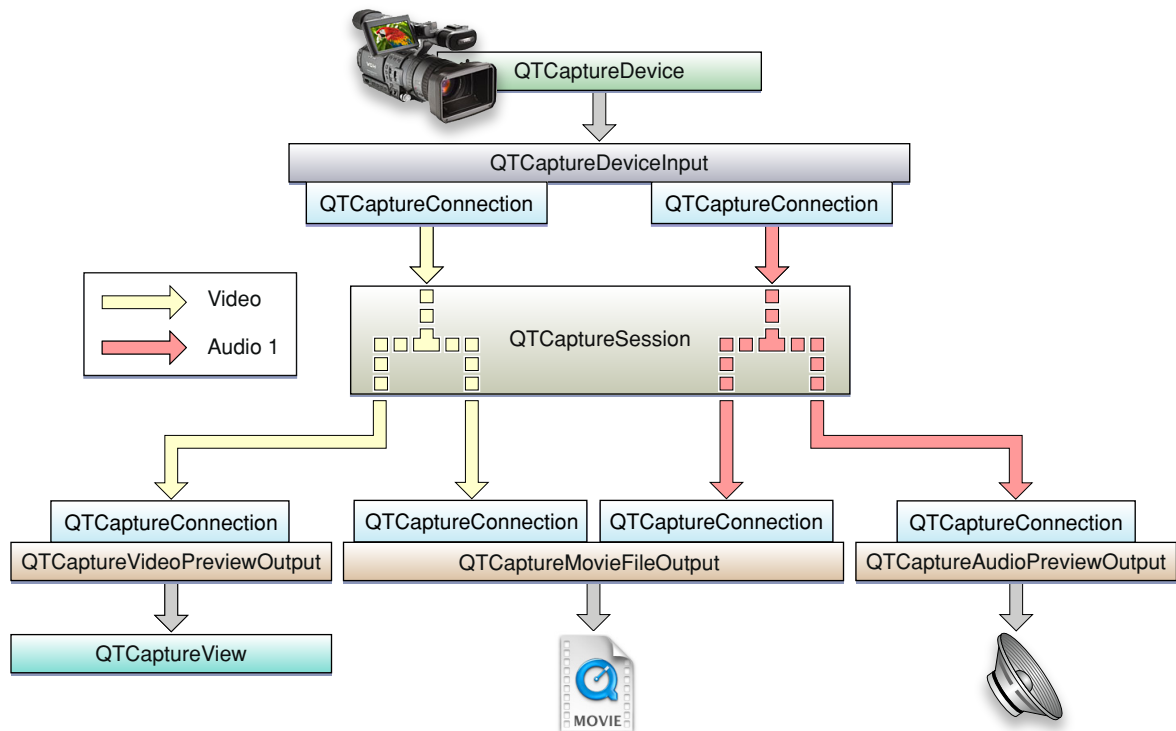 QTCaptureDevice
QTCaptureDeviceInput
QTCaptureConnection
QTCaptureConnection
Video
Audio 1
QTCaptureSession
QTCaptureConnection
QTCaptureConnection
QTCaptureConnection
QTCaptureConnection
QTCaptureVideoPreviewOutput
QTCaptureMovieFileOutput
QTCaptureAudioPreviewOutput
QTCaptureView
MOVIE